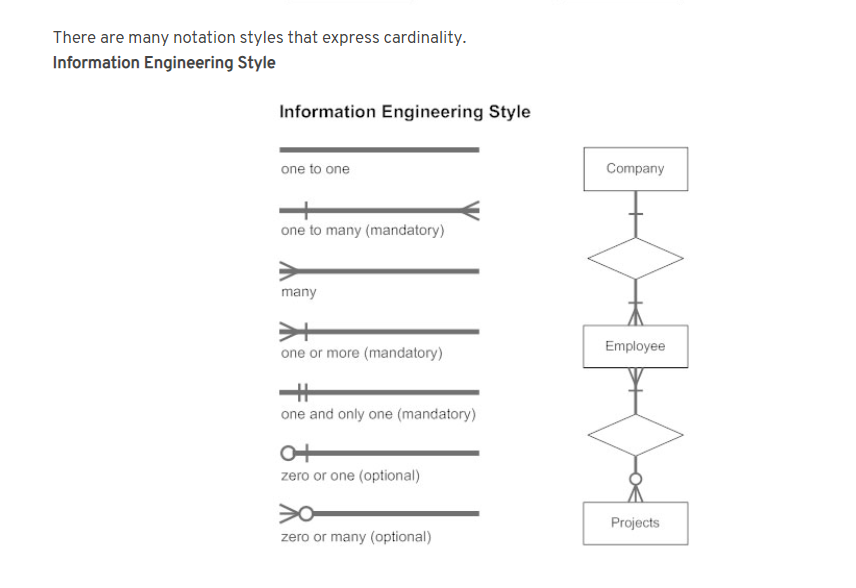 There are many notation styles that express cardinality.
Information Engineering Style
Information Engineering Style
one to one
one to many (mandatory)
many
one or more (mandatory)
one and only one (mandatory)
zero or one (optional)
zero or many (optional)
Company
Employee
Projects